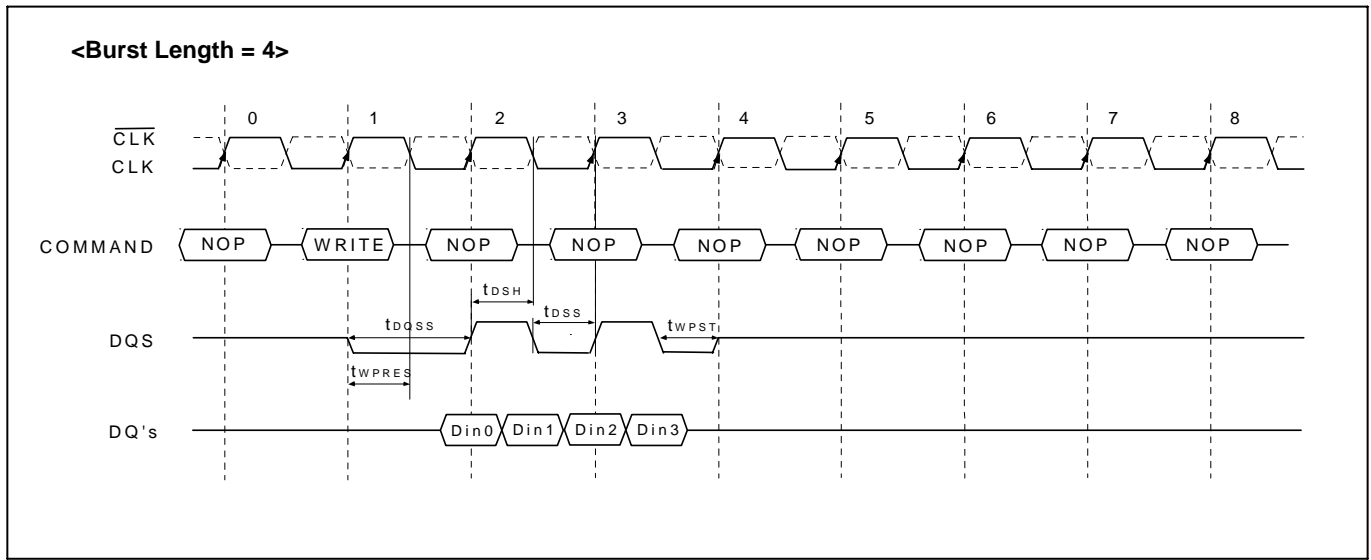 <Burst Length = 4>
0 1 2 3 4 5 6 7 8
CLK
CLK
COMMAND NOP WRITE NOP NOP NOP NOP NOP NOP NOP
tDSH
tDQSS tDSS tWPST
DQS
tWPRES
DQ's Din0 Din1 Din2 Din3